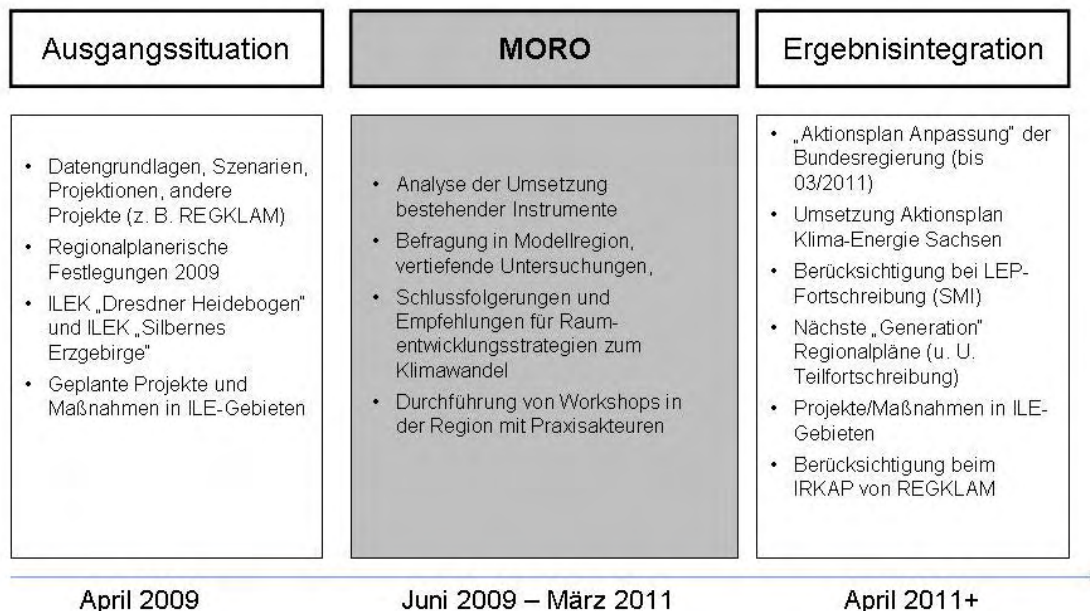 Ausgangssituation
• Datengrundlagen, Szenarien,
Projektionen, andere
Projekte (z. B. REGKLAM)
• Regionalplanerische
Festlegungen 2009
• ILEK „Dresdner Heidebogen"
und ILEK „Silbernes
Erzgebirge"
• Geplante Projekte und
Maßnahmen in ILE-Gebieten
April 2009
MORO
• Analyse der Umsetzung
bestehender Instrumente
• Befragung in Modellregion,
vertiefende Untersuchungen,
• Schlussfolgerungen und
Empfehlungen für Raum-
entwicklungsstrategien zum
Klimawandel
• Durchführung von Workshops in
der Region mit Praxisakteuren
Juni 2009 – März 2011
Ergebnisintegration
• „Aktionsplan Anpassung" der
Bundesregierung (bis
03/2011)
• Umsetzung Aktionsplan
Klima-Energie Sachsen
• Berücksichtigung bei LEP-
Fortschreibung (SMI)
• Nächste „Generation"
Regionalpläne (u. U.
Teilfortschreibung)
• Projekte/Maßnahmen in ILE-
Gebieten
• Berücksichtigung beim
IRKAP von REGKLAM
April 2011+